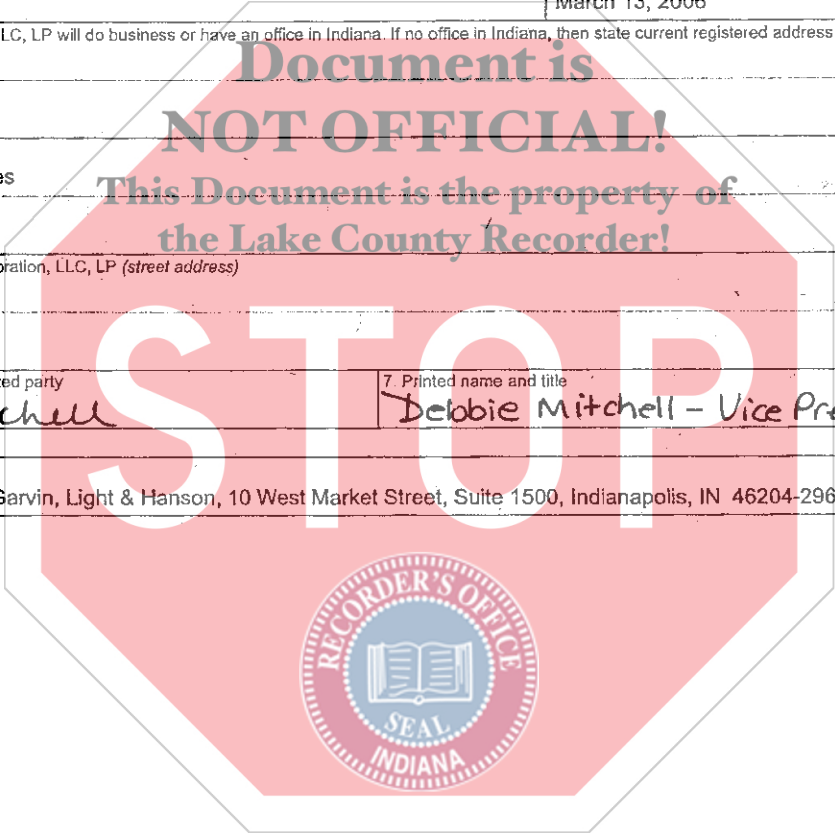 March 13, 2006
LC, LP will do business or have an office in Indiana. If no office in Indiana, then state current registered address
Document is
NOT OFFICIAL!
es
This Document is the property of
the Lake County Recorder!
oration, LLC, LP (street address)
STOP
ed party
7. Printed name and title
chell
Debbie Mitchell - Vice Pre
Garvin, Light & Hanson, 10 West Market Street, Suite 1500, Indianapolis, IN 46204-296
RECORDER'S OFFICE
SEAL
INDIANA